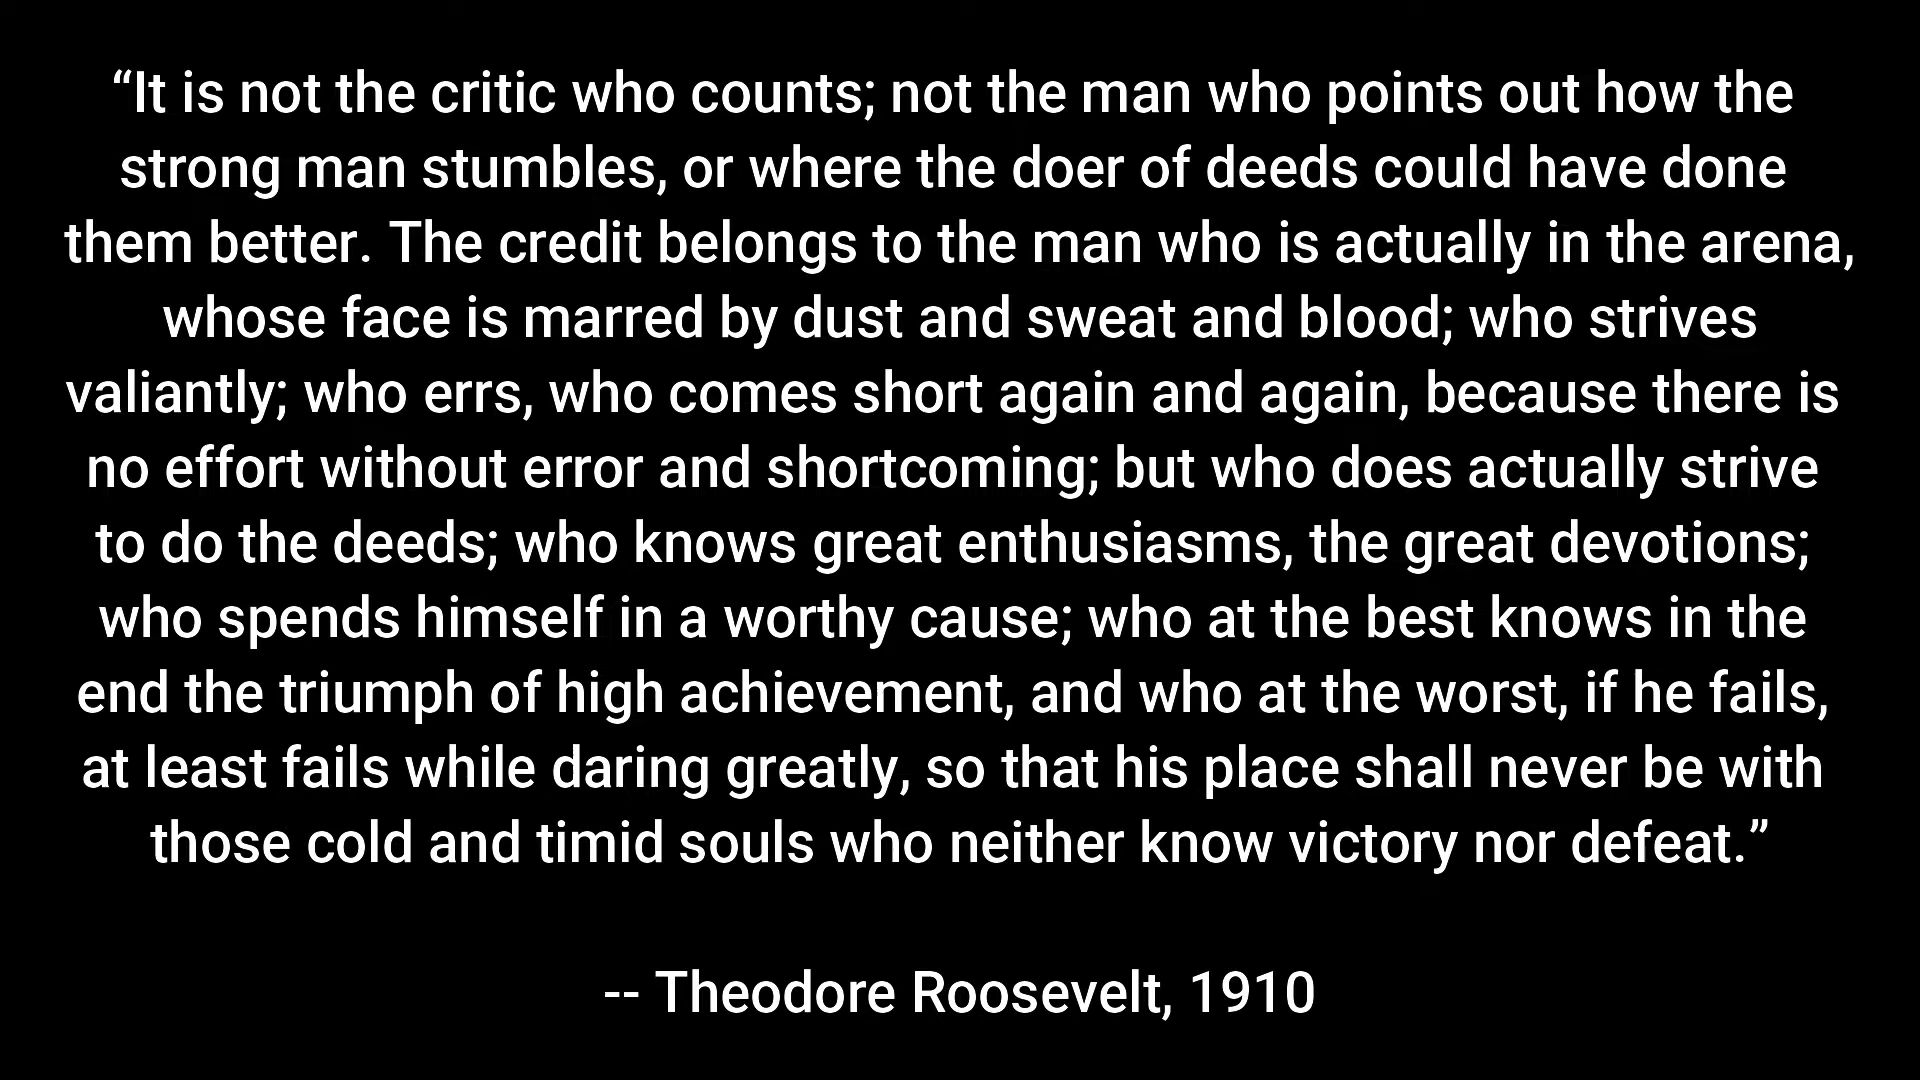 “It is not the critic who counts; not the man who points out how the
strong man stumbles, or where the doer of deeds could have done
them better. The credit belongs to the man who is actually in the arena,
whose face is marred by dust and sweat and blood; who strives
valiantly; who errs, who comes short again and again, because there is
no effort without error and shortcoming; but who does actually strive
to do the deeds; who knows great enthusiasms, the great devotions;
who spends himself in a worthy cause; who at the best knows in the
end the triumph of high achievement, and who at the worst, if he fails,
at least fails while daring greatly, so that his place shall never be with
those cold and timid souls who neither know victory nor defeat.”
-- Theodore Roosevelt, 1910